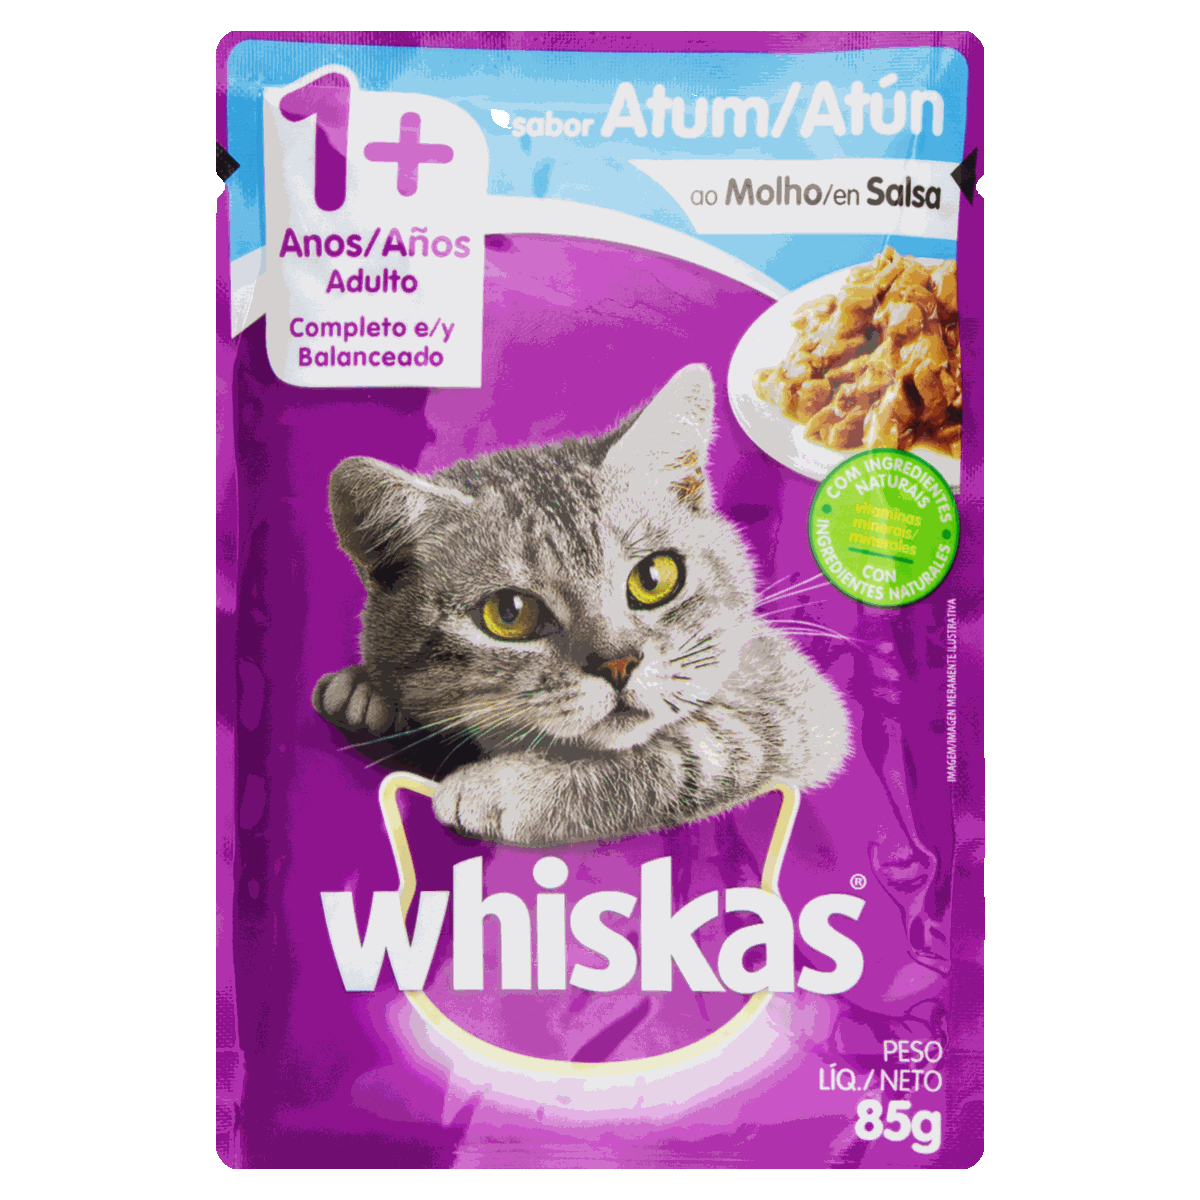 1+
Anos/Años
Adulto
Completo e/y
Balanceado
sabor Atum/Atún
ao Molho/en Salsa
COM INGREDIENTES
NATURAIS
vitaminas
minerais/
minerales
CON
INGREDIENTES NATURALES
IMAGEM/IMAGEN MERAMENTE ILUSTRATIVA
whiskas®
PESO
LÍQ./NETO
85g